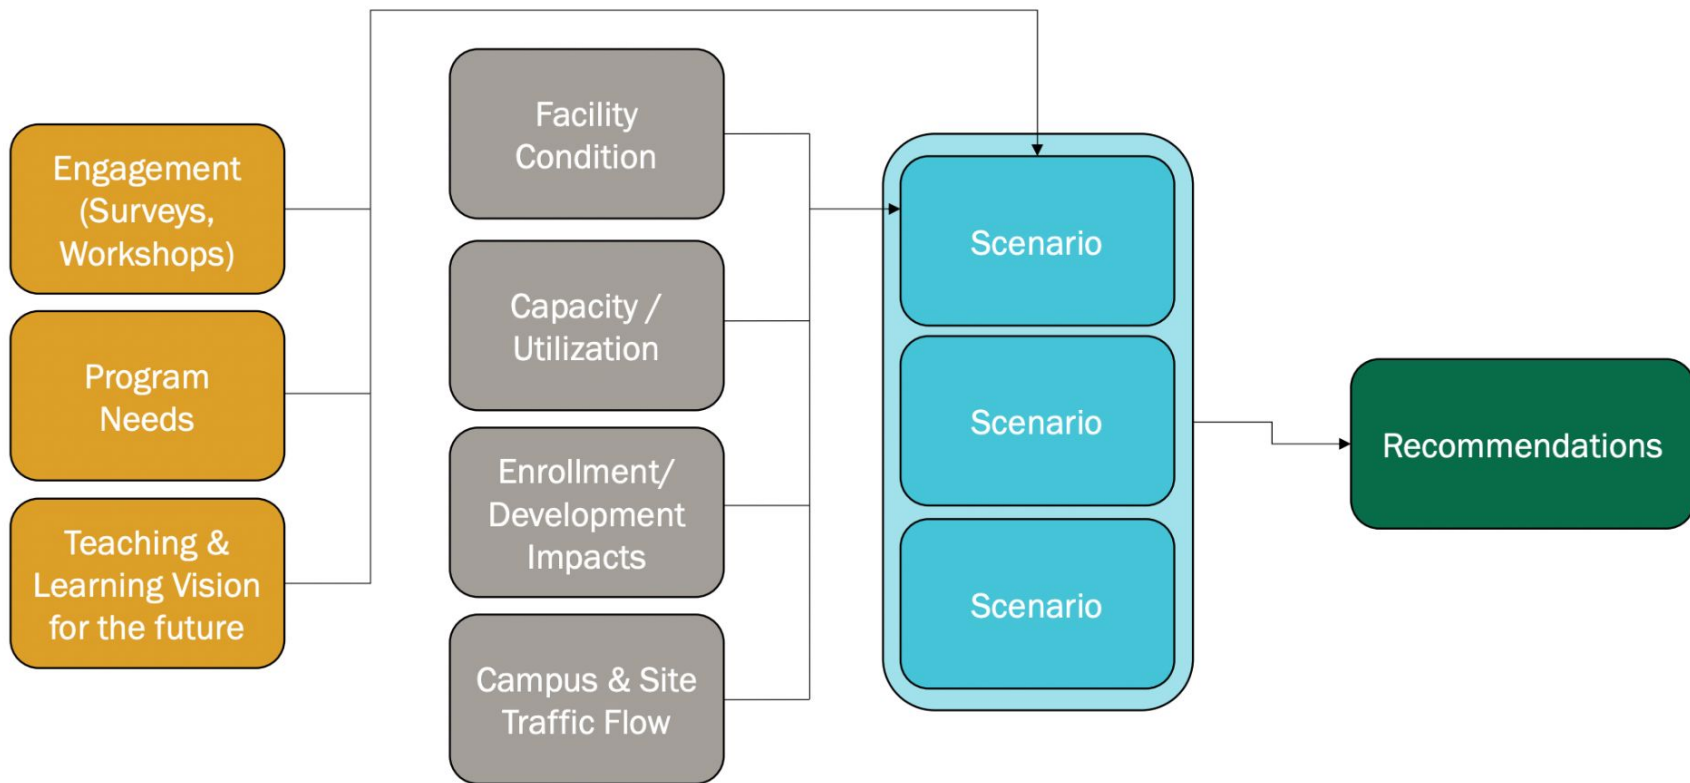 Engagement
(Surveys,
Workshops)
Program
Needs
Teaching &
Learning Vision
for the future
Facility
Condition
Capacity /
Utilization
Enrollment/
Development
Impacts
Campus & Site
Traffic Flow
Scenario
Scenario
Scenario
Recommendations